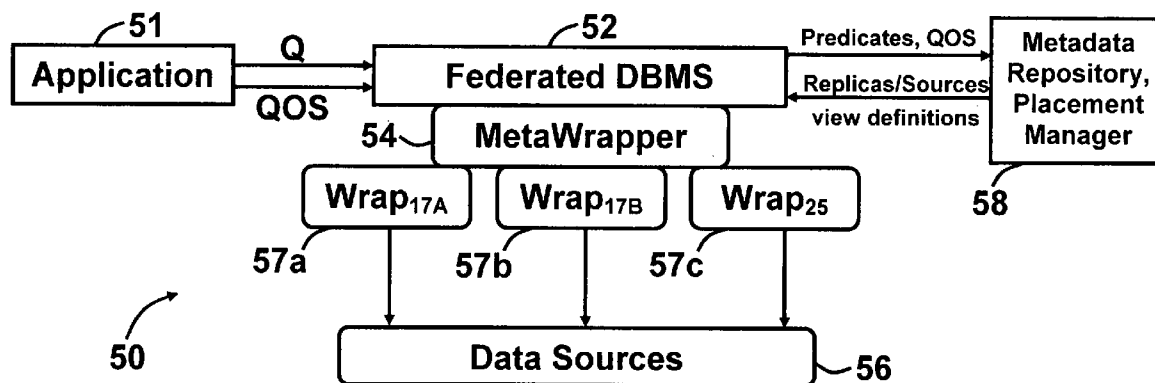 51
52
Application
Q
QOS
Federated DBMS
Predicates, QOS
Replicas/Sources
view definitions
Metadata
Repository,
Placement
Manager
54
MetaWrapper
58
Wrap17A
Wrap17B
Wrap25
57a
57b
57c
50
Data Sources
56